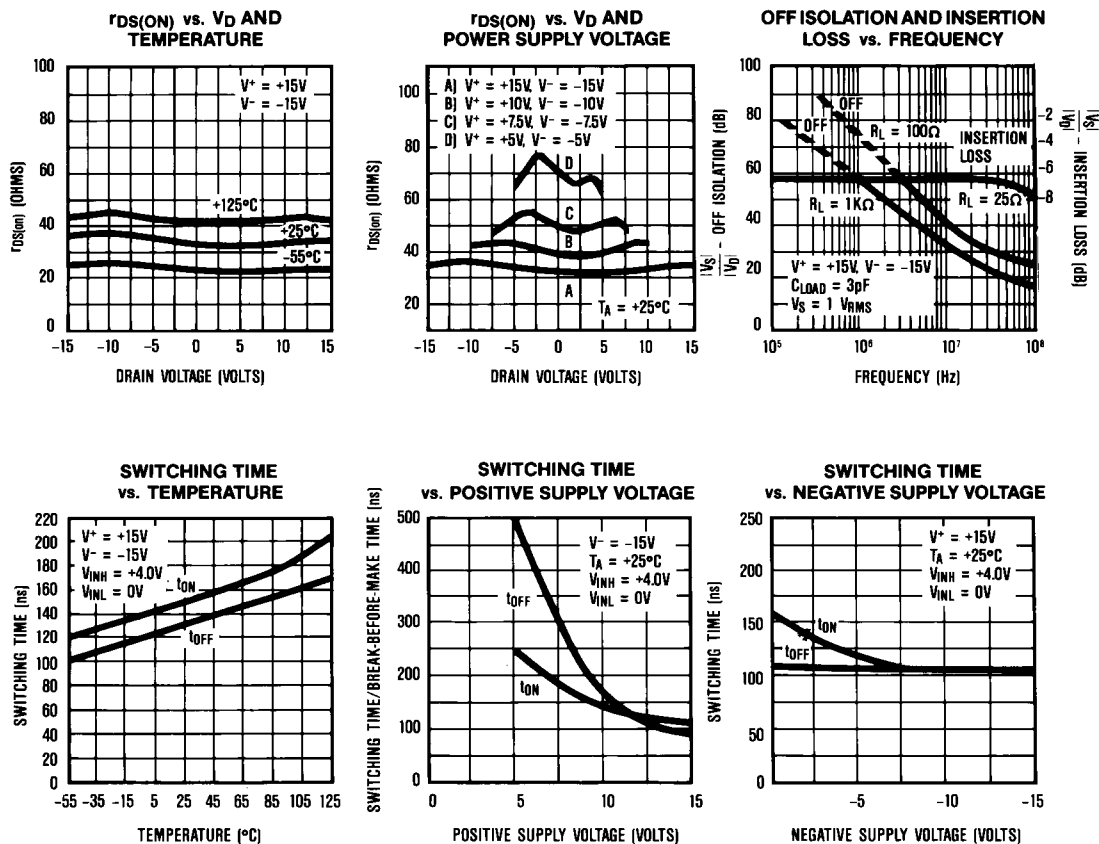 rDS(ON) vs. VD AND
TEMPERATURE
100
80
60
40
20
0
rDS(on) (OHMS)
V+ = +15V
V− = −15V
+125°C
+25°C
−55°C
−15 −10 −5 0 5 10 15
DRAIN VOLTAGE (VOLTS)
rDS(ON) vs. VD AND
POWER SUPPLY VOLTAGE
100
80
60
40
20
rDS(on) (OHMS)
A) V+ = +15V, V− = −15V
B) V+ = +10V, V− = −10V
C) V+ = +7.5V, V− = −7.5V
D) V+ = +5V, V− = −5V
D
C
B
A
TA = +25°C
−15 −10 −5 0 5 10 15
DRAIN VOLTAGE (VOLTS)
OFF ISOLATION AND INSERTION
LOSS vs. FREQUENCY
100
80
60
40
20
0
|VS| / |VD| − OFF ISOLATION (dB)
OFF
OFF
RL = 100Ω
INSERTION
LOSS
RL = 1KΩ
RL = 25Ω
V+ = +15V, V− = −15V
CLOAD = 3pF
VS = 1 VRMS
−2
−4
−6
−8
|VS| / |VD| − INSERTION LOSS (dB)
10⁵ 10⁶ 10⁷ 10⁸
FREQUENCY (Hz)
SWITCHING TIME
vs. TEMPERATURE
220
200
180
160
140
120
100
80
60
40
20
0
SWITCHING TIME (ns)
V+ = +15V
V− = −15V
VINH = +4.0V
VINL = 0V
tON
tOFF
−55 −35 −15 5 25 45 65 85 105 125
TEMPERATURE (°C)
SWITCHING TIME
vs. POSITIVE SUPPLY VOLTAGE
500
400
300
200
100
0
SWITCHING TIME/BREAK-BEFORE-MAKE TIME (ns)
V− = −15V
TA = +25°C
VINH = +4.0V
VINL = 0V
tOFF
tON
0 5 10 15
POSITIVE SUPPLY VOLTAGE (VOLTS)
SWITCHING TIME
vs. NEGATIVE SUPPLY VOLTAGE
250
200
150
100
50
0
SWITCHING TIME (ns)
V+ = +15V
TA = +25°C
VINH = +4.0V
VINL = 0V
tON
tOFF
−5 −10 −15
NEGATIVE SUPPLY VOLTAGE (VOLTS)